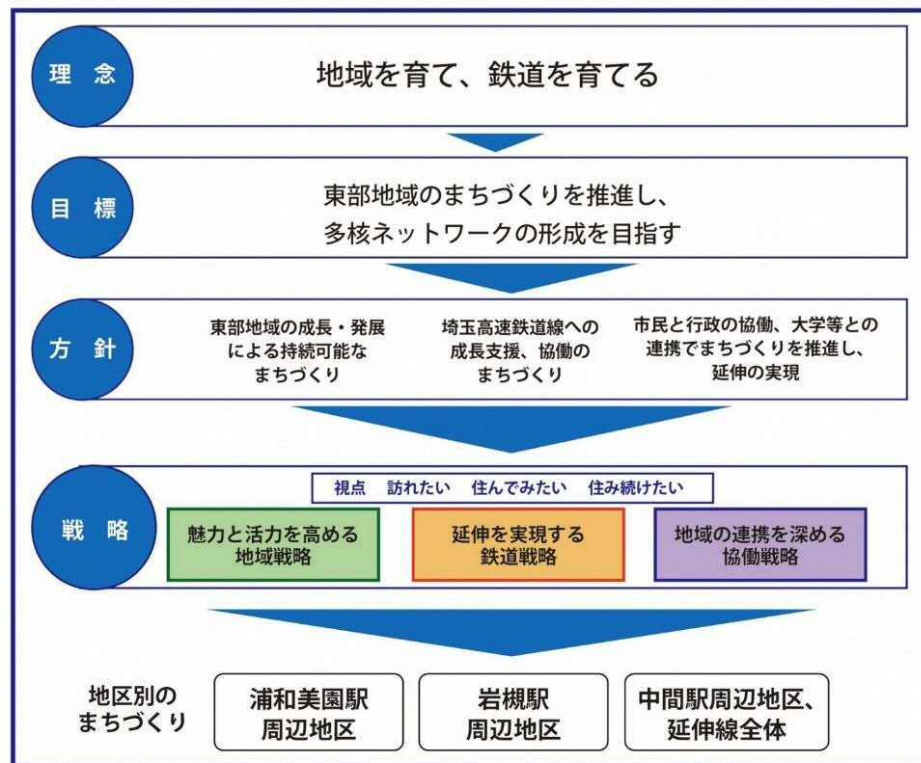 理　念
地域を育て、鉄道を育てる
目　標
東部地域のまちづくりを推進し、
多核ネットワークの形成を目指す
方　針
東部地域の成長・発展
による持続可能な
まちづくり
埼玉高速鉄道線への
成長支援、協働の
まちづくり
市民と行政の協働、大学等との
連携でまちづくりを推進し、
延伸の実現
戦　略
視点　訪れたい　住んでみたい　住み続けたい
魅力と活力を高める
地域戦略
延伸を実現する
鉄道戦略
地域の連携を深める
協働戦略
地区別の
まちづくり
浦和美園駅
周辺地区
岩槻駅
周辺地区
中間駅周辺地区、
延伸線全体